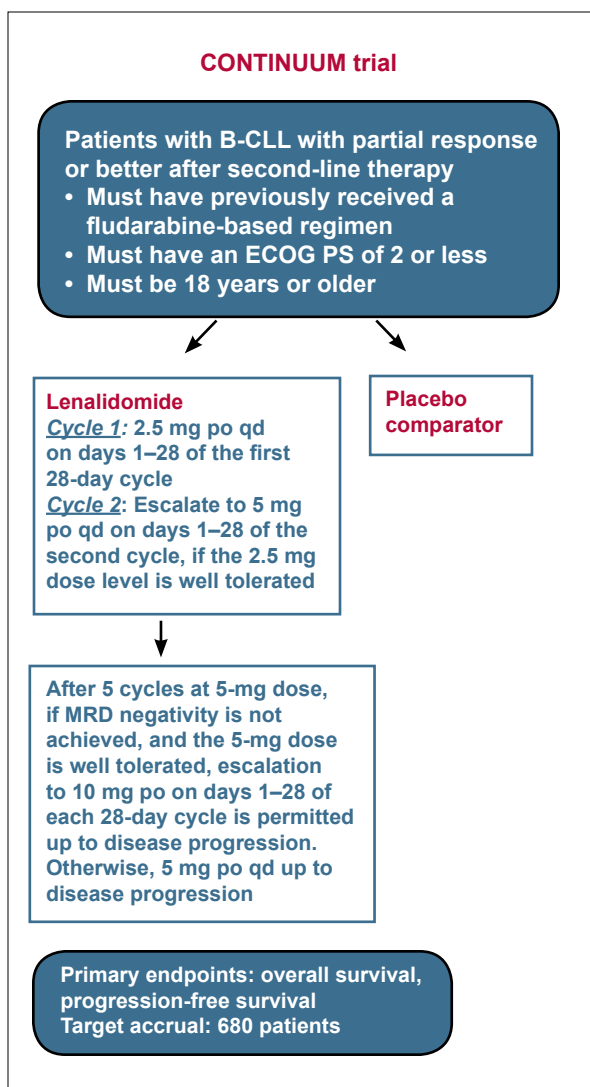 CONTINUUM trial
Patients with B-CLL with partial response
or better after second-line therapy
• Must have previously received a
fludarabine-based regimen
• Must have an ECOG PS of 2 or less
• Must be 18 years or older
Lenalidomide
Cycle 1: 2.5 mg po qd
on days 1–28 of the first
28-day cycle
Cycle 2: Escalate to 5 mg
po qd on days 1–28 of the
second cycle, if the 2.5 mg
dose level is well tolerated
Placebo
comparator
After 5 cycles at 5-mg dose,
if MRD negativity is not
achieved, and the 5-mg dose
is well tolerated, escalation
to 10 mg po on days 1–28 of
each 28-day cycle is permitted
up to disease progression.
Otherwise, 5 mg po qd up to
disease progression
Primary endpoints: overall survival,
progression-free survival
Target accrual: 680 patients